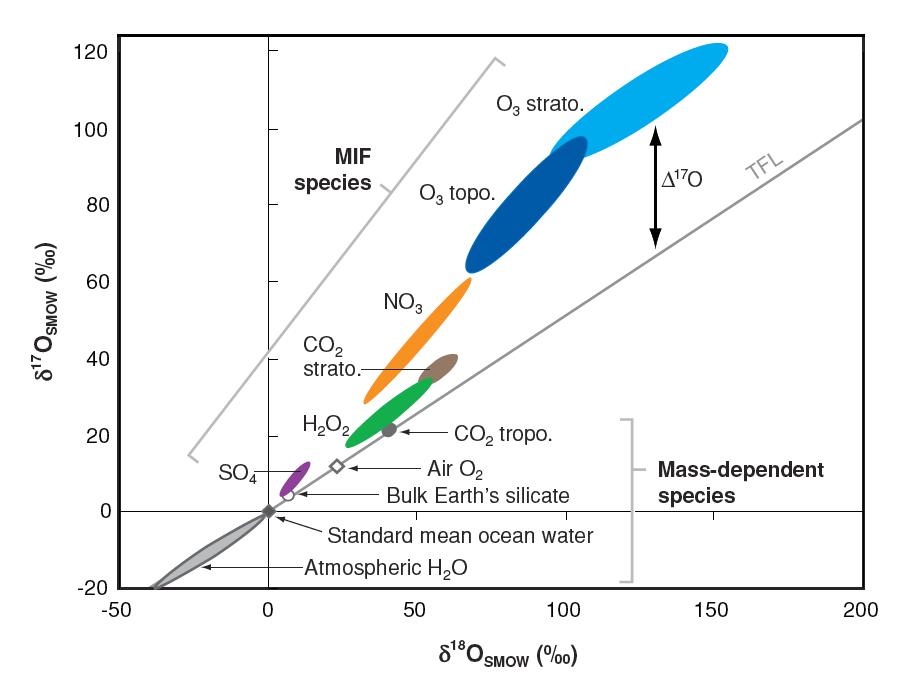 120
100
80
60
40
20
0
-20
-50
0
50
100
150
200
δ¹⁷O_SMOW (‰)
δ¹⁸O_SMOW (‰)
MIF
species
O₃ strato.
O₃ topo.
Δ¹⁷O
TFL
NO₃
CO₂
strato.
H₂O₂
CO₂ tropo.
SO₄
Air O₂
Bulk Earth's silicate
Mass-dependent
species
Standard mean ocean water
Atmospheric H₂O